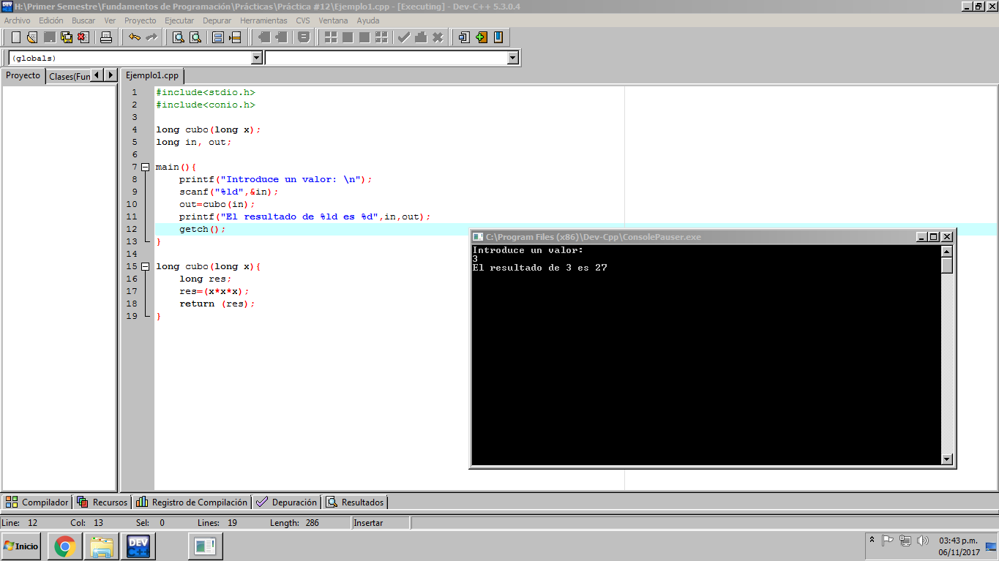 H:\Primer Semestre\Fundamentos de Programación\Prácticas\Práctica #12\Ejemplo1.cpp - [Executing] - Dev-C++ 5.3.0.4
Archivo Edición Buscar Ver Proyecto Ejecutar Depurar Herramientas CVS Ventana Ayuda
(globals)
Proyecto Clases(Fun Ejemplo1.cpp
1 #include<stdio.h>
2 #include<conio.h>
3
4 long cubo(long x);
5 long in, out;
6
7 main(){
8 printf("Introduce un valor: \n");
9 scanf("%ld",&in);
10 out=cubo(in);
11 printf("El resultado de %ld es %d",in,out);
12 getch();
13 }
14
15 long cubo(long x){
16 long res;
17 res=(x*x*x);
18 return (res);
19 }
C:\Program Files (x86)\Dev-Cpp\ConsolePauser.exe
Introduce un valor:
3
El resultado de 3 es 27
Compilador Recursos Registro de Compilación Depuración Resultados
Line: 12 Col: 13 Sel: 0 Lines: 19 Length: 286 Insertar
Inicio DEV C++ 03:43 p.m.
06/11/2017